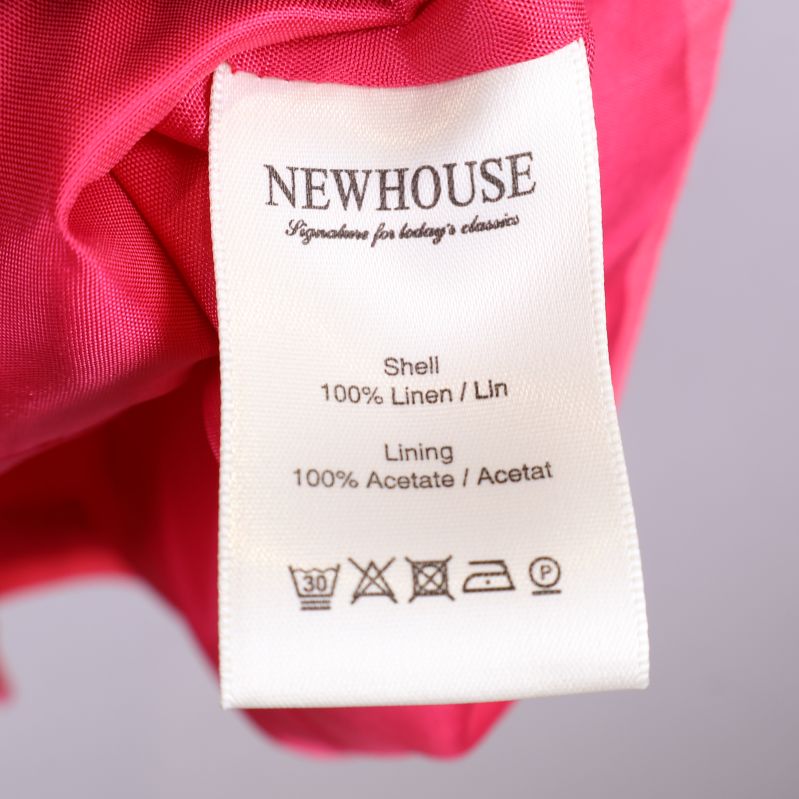 NEWHOUSE
Signature for today's classics
Shell
100% Linen / Lin
Lining
100% Acetate / Acetat
30 P